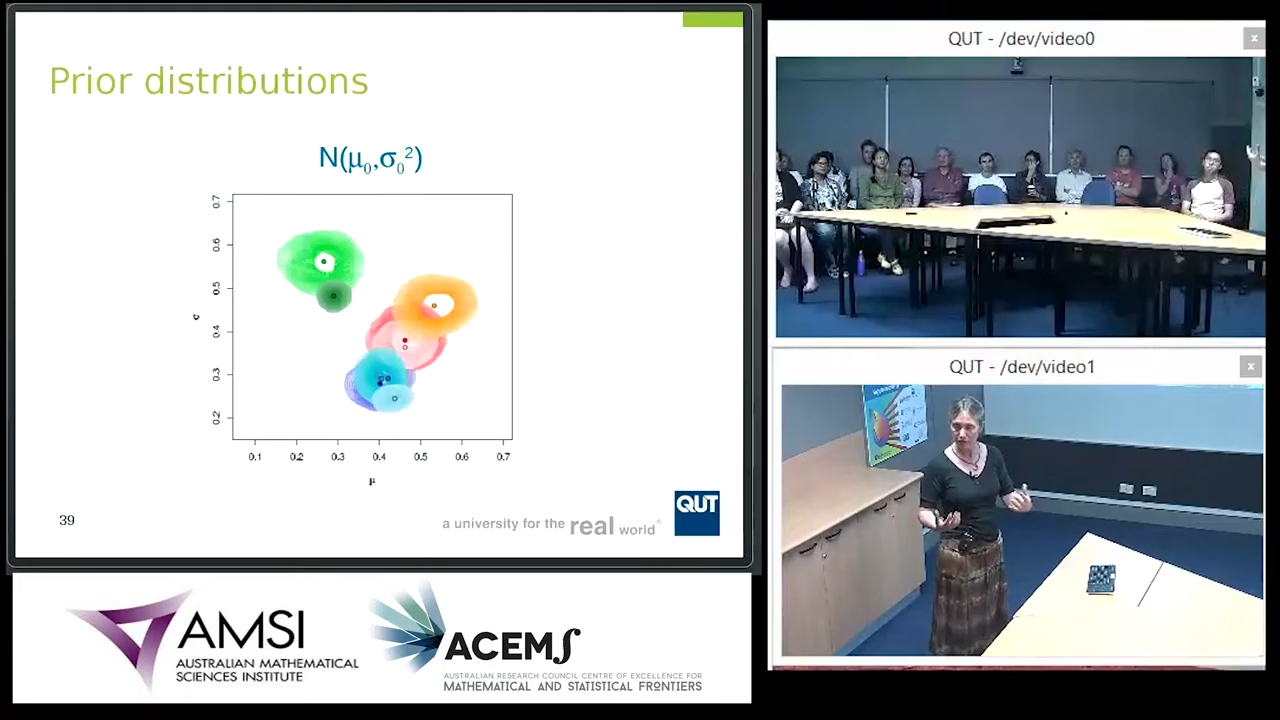 Prior distributions
N(μ₀,σ₀²)
0.7
0.6
0.5
0.4
0.3
0.2
σ
0.1 0.2 0.3 0.4 0.5 0.6 0.7
μ
39
a university for the real world®
QUT
AMSI
AUSTRALIAN MATHEMATICAL
SCIENCES INSTITUTE
ACEMS
AUSTRALIAN RESEARCH COUNCIL CENTRE OF EXCELLENCE FOR
MATHEMATICAL AND STATISTICAL FRONTIERS
QUT - /dev/video0
x
QUT - /dev/video1
x